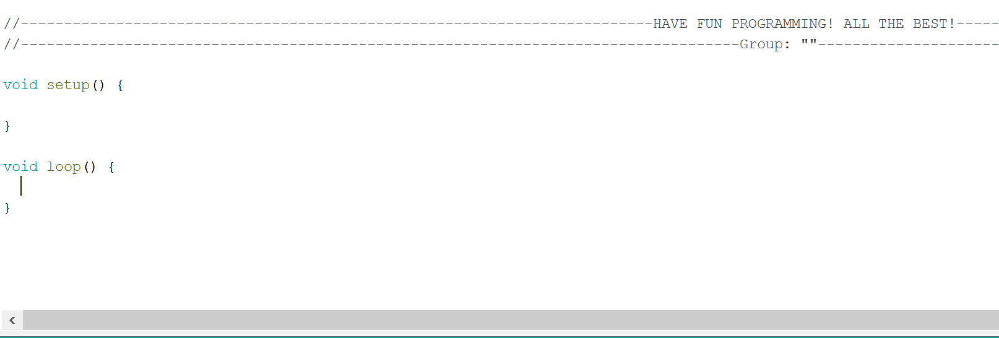 //-------------------------------------------------------------------------HAVE FUN PROGRAMMING! ALL THE BEST!-----
//-----------------------------------------------------------------------------------Group: ""---------------------
void setup() {
}
void loop() {
}